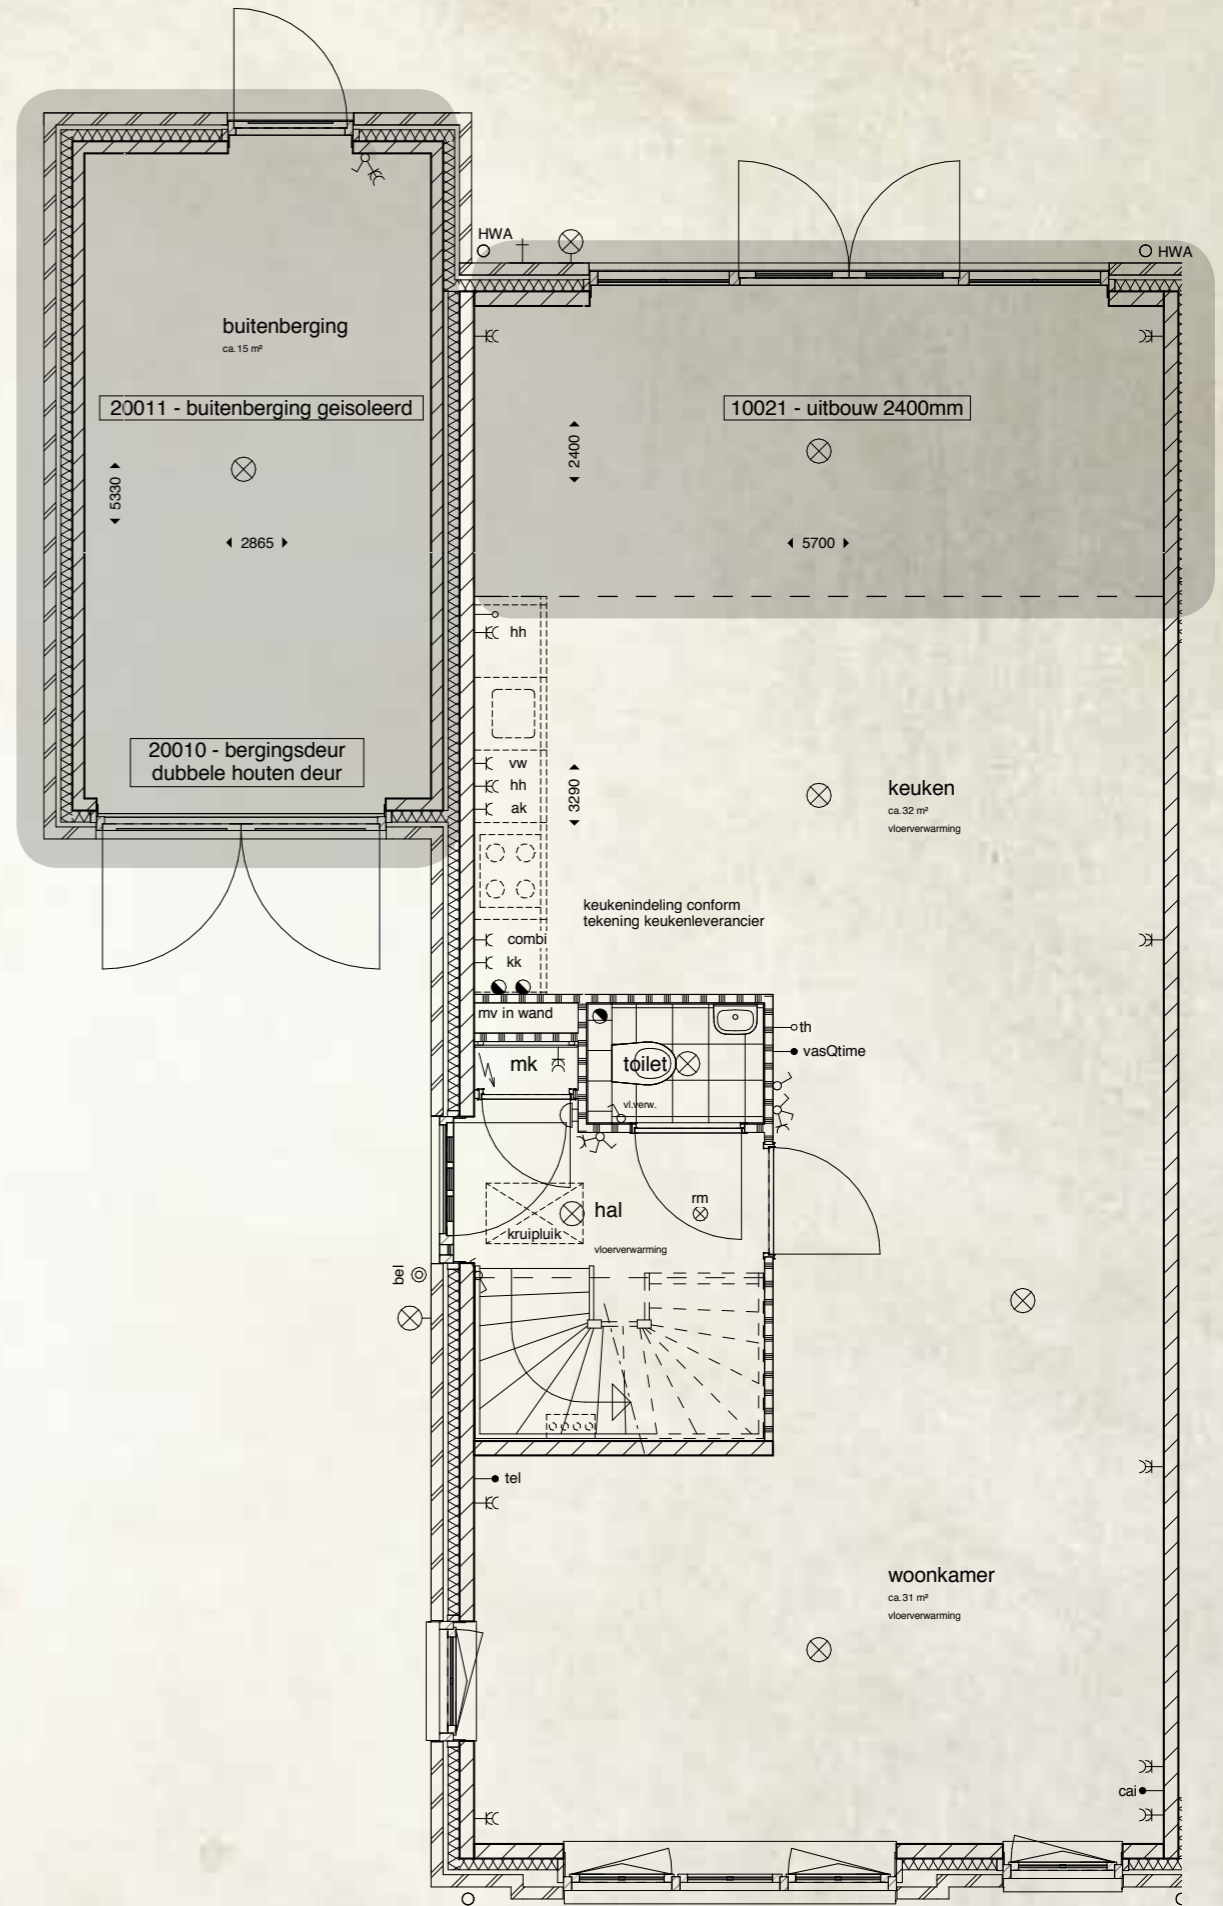 HWA
HWA
buitenberging
ca.15 m²
20011 - buitenberging geisoleerd
10021 - uitbouw 2400mm
2400
5330
2865
5700
hh
20010 - bergingsdeur
dubbele houten deur
vw
hh
ak
3290
keuken
ca.32 m²
vloerverwarming
keukenindeling conform
tekening keukenleverancier
combi
kk
mv in wand
th
vasQtime
mk
toilet
vl.verw.
rm
hal
kruipluik
vloerverwarming
bel
tel
woonkamer
ca.31 m²
vloerverwarming
cai